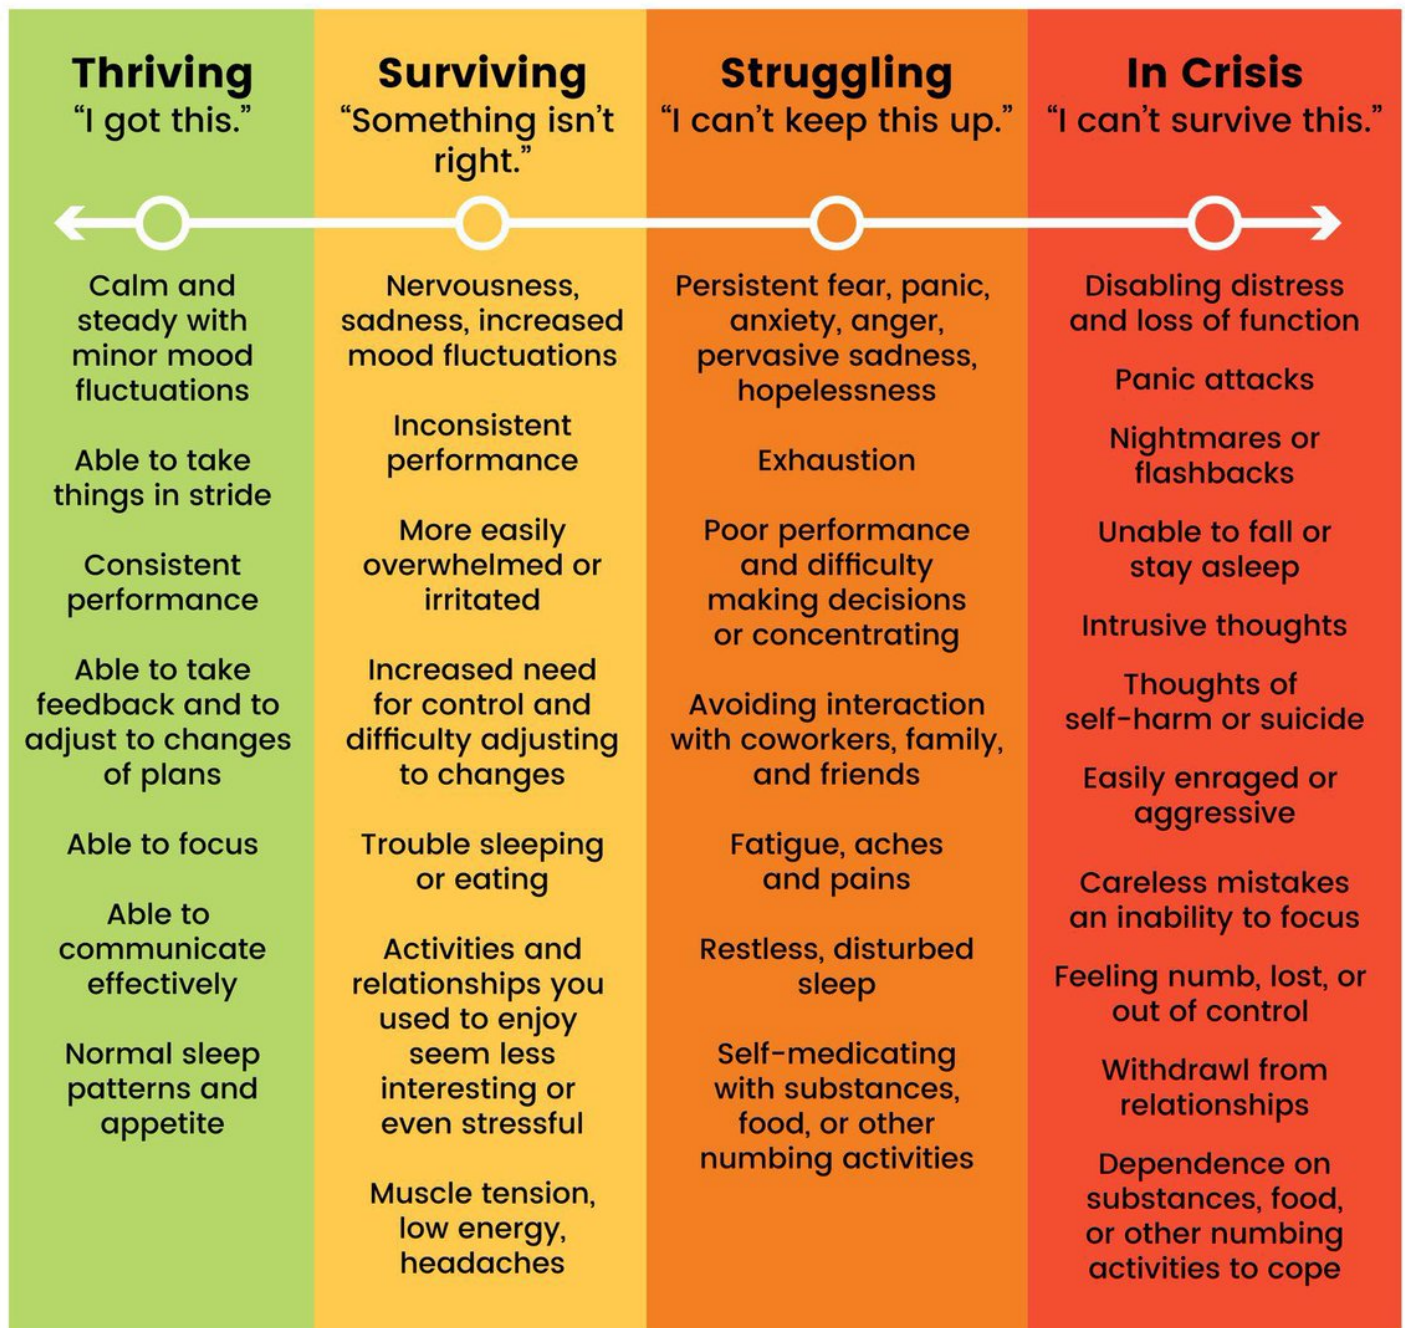 Thriving
“I got this.”
Calm and
steady with
minor mood
fluctuations
Able to take
things in stride
Consistent
performance
Able to take
feedback and to
adjust to changes
of plans
Able to focus
Able to
communicate
effectively
Normal sleep
patterns and
appetite
Surviving
“Something isn’t
right.”
Nervousness,
sadness, increased
mood fluctuations
Inconsistent
performance
More easily
overwhelmed or
irritated
Increased need
for control and
difficulty adjusting
to changes
Trouble sleeping
or eating
Activities and
relationships you
used to enjoy
seem less
interesting or
even stressful
Muscle tension,
low energy,
headaches
Struggling
“I can’t keep this up.”
Persistent fear, panic,
anxiety, anger,
pervasive sadness,
hopelessness
Exhaustion
Poor performance
and difficulty
making decisions
or concentrating
Avoiding interaction
with coworkers, family,
and friends
Fatigue, aches
and pains
Restless, disturbed
sleep
Self-medicating
with substances,
food, or other
numbing activities
In Crisis
“I can’t survive this.”
Disabling distress
and loss of function
Panic attacks
Nightmares or
flashbacks
Unable to fall or
stay asleep
Intrusive thoughts
Thoughts of
self-harm or suicide
Easily enraged or
aggressive
Careless mistakes
an inability to focus
Feeling numb, lost, or
out of control
Withdrawl from
relationships
Dependence on
substances, food,
or other numbing
activities to cope